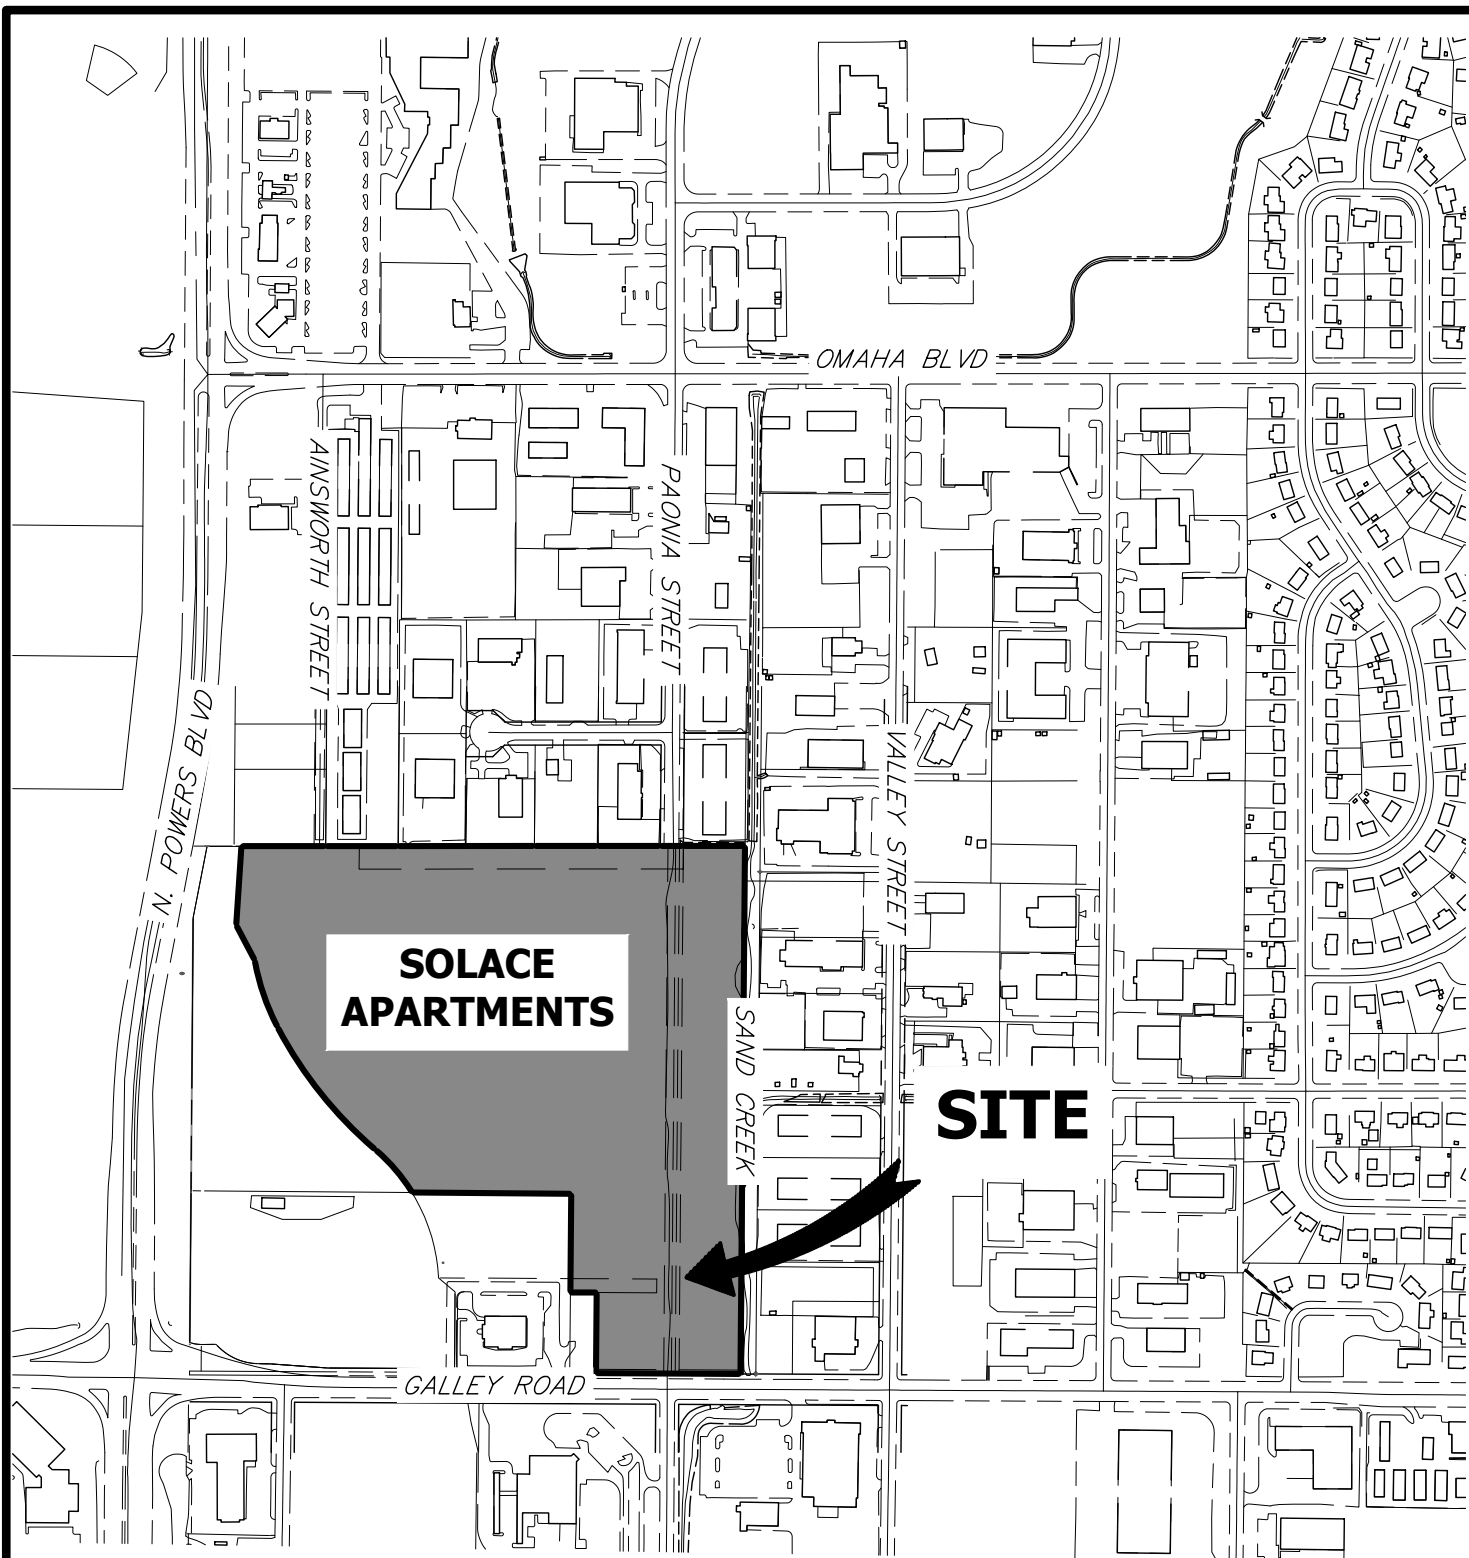 OMAHA BLVD
AINSWORTH STREET
PAONIA STREET
N. POWERS BLVD
VALLEY STREET
SOLACE
APARTMENTS
SAND CREEK
SITE
GALLEY ROAD